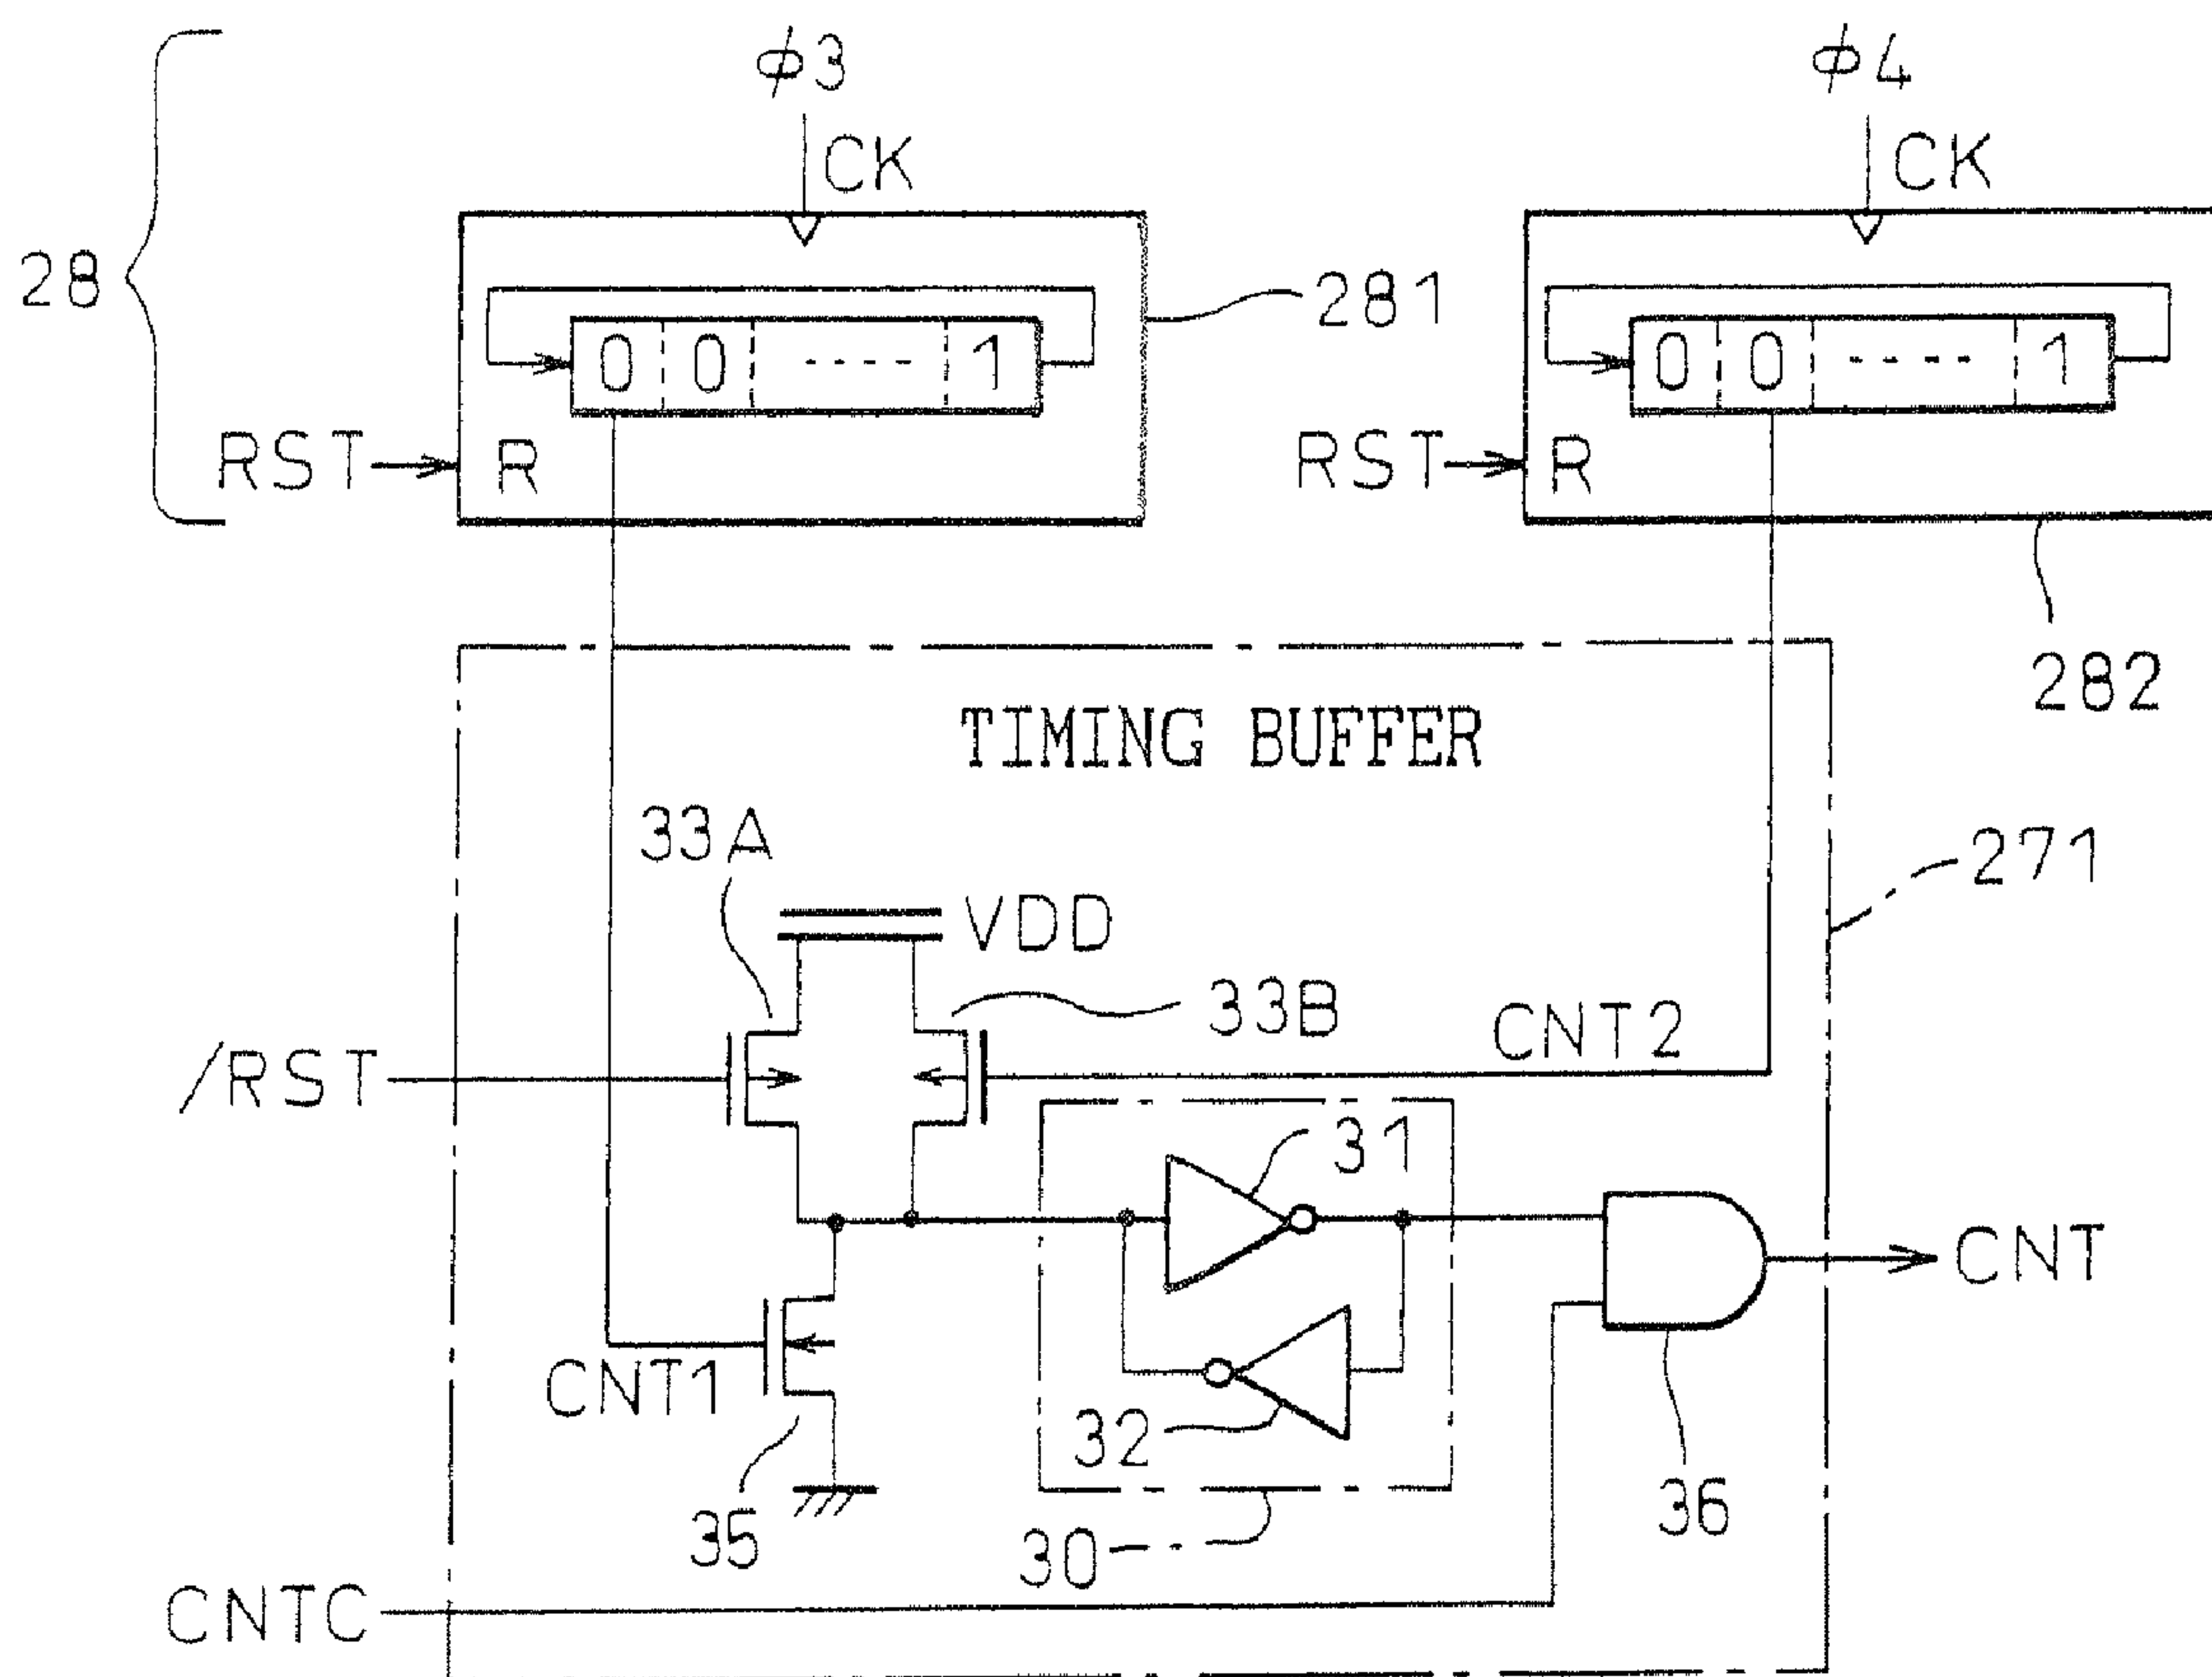 φ3
φ4
CK
CK
28
281
0 0 ---- 1
0 0 ---- 1
RST
R
RST
R
282
TIMING BUFFER
33A
271
VDD
33B
CNT2
/RST
31
CNT
CNT1
32
35
30
36
CNTC